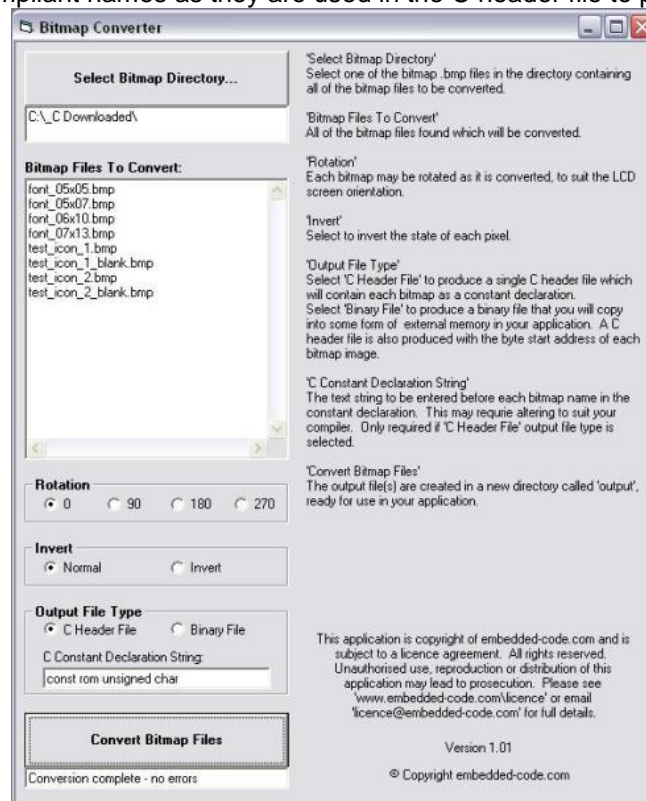 mpliant names as they are used in the C header file to p
Bitmap Converter
Select Bitmap Directory...
C:\_C Downloaded\
Bitmap Files To Convert:
font_05x05.bmp
font_05x07.bmp
font_06x10.bmp
font_07x13.bmp
test_icon_1.bmp
test_icon_1_blank.bmp
test_icon_2.bmp
test_icon_2_blank.bmp
Rotation
0 90 180 270
Invert
Normal Invert
Output File Type
C Header File Binary File
C Constant Declaration String:
const rom unsigned char
Convert Bitmap Files
Conversion complete - no errors
'Select Bitmap Directory'
Select one of the bitmap .bmp files in the directory containing
all of the bitmap files to be converted.
'Bitmap Files To Convert'
All of the bitmap files found which will be converted.
'Rotation'
Each bitmap may be rotated as it is converted, to suit the LCD
screen orientation.
'Invert'
Select to invert the state of each pixel.
'Output File Type'
Select 'C Header File' to produce a single C header file which
will contain each bitmap as a constant declaration.
Select 'Binary File' to produce a binary file that you will copy
into some form of external memory in your application. A C
header file is also produced with the byte start address of each
bitmap image.
'C Constant Declaration String'
The text string to be entered before each bitmap name in the
constant declaration. This may requrie altering to suit your
compiler. Only required if 'C Header File' output file type is
selected.
'Convert Bitmap Files'
The output file(s) are created in a new directory called 'output',
ready for use in your application.
This application is copyright of embedded-code.com and is
subject to a licence agreement. All rights reserved.
Unauthorised use, reproduction or distribution of this
application may lead to prosecution. Please see
'www.embedded-code.com\licence' or email
'licence@embedded-code.com' for full details.
Version 1.01
© Copyright embedded-code.com